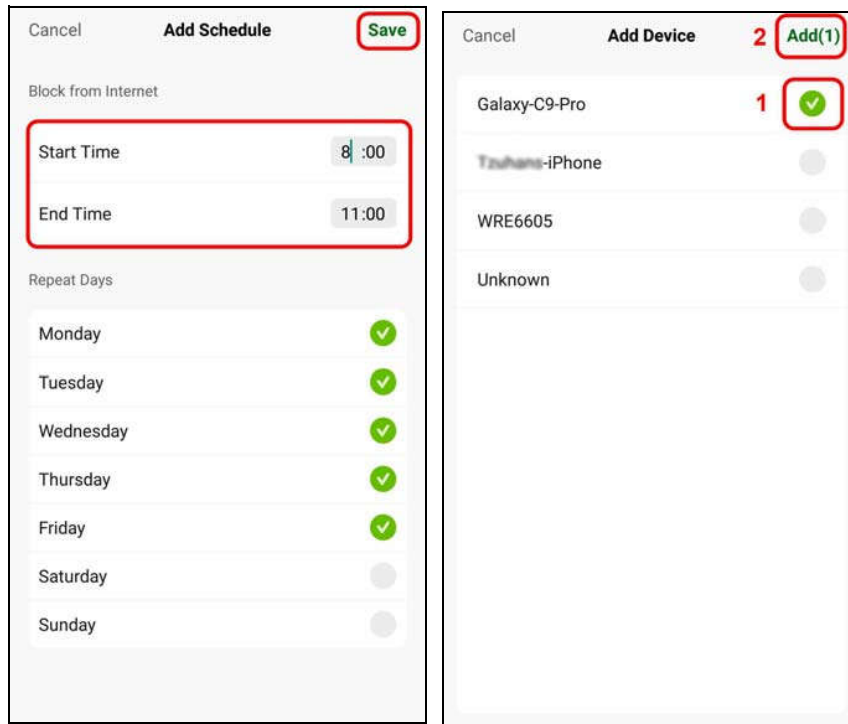 Cancel Add Schedule Save
Block from Internet
Start Time 8 :00
End Time 11:00
Repeat Days
Monday
Tuesday
Wednesday
Thursday
Friday
Saturday
Sunday
Cancel Add Device 2 Add(1)
Galaxy-C9-Pro 1
-iPhone
WRE6605
Unknown